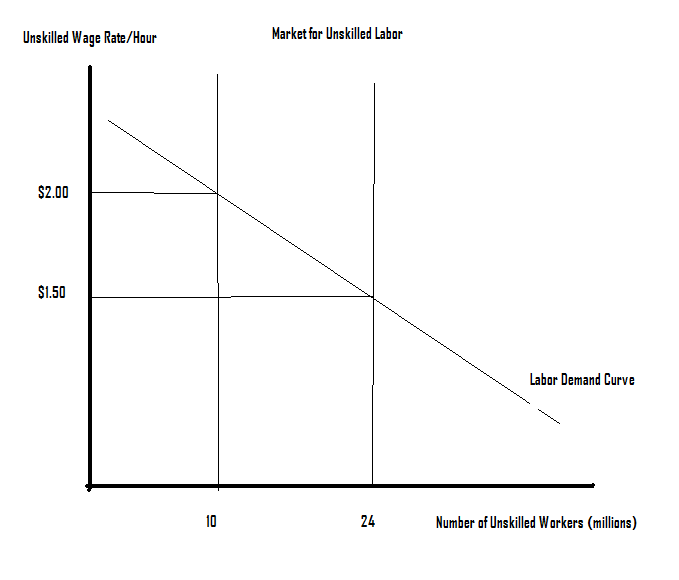 Market for Unskilled Labor
Unskilled Wage Rate/Hour
$2.00
$1.50
Labor Demand Curve
10
24
Number of Unskilled Workers (millions)